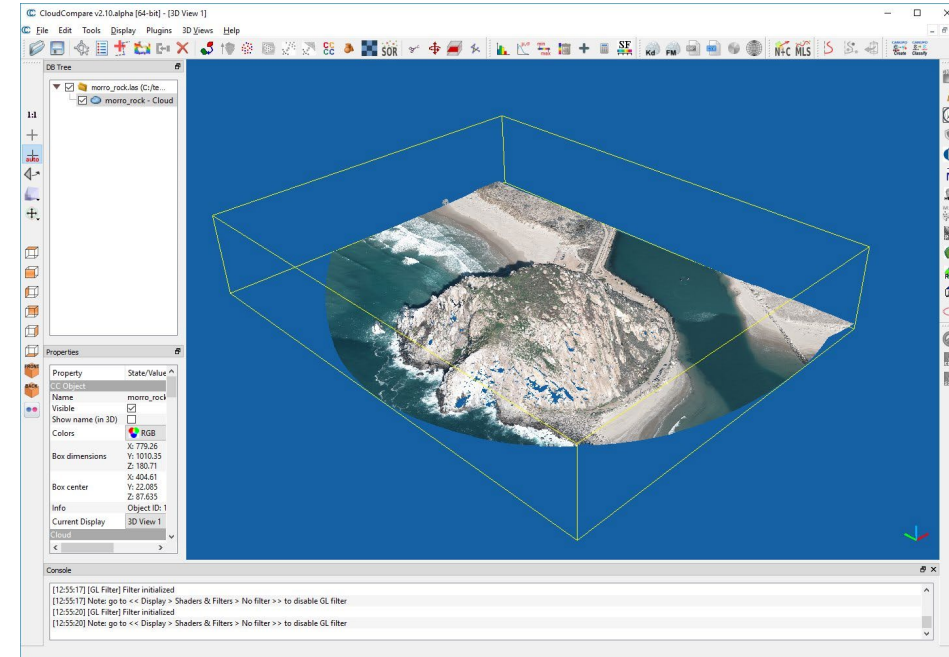 CloudCompare v2.10.alpha [64-bit] - [3D View 1]
File Edit Tools Display Plugins 3D Views Help
SOR SF Kd FM N+C MLS
DB Tree
morro_rock.las (C:/te...
morro_rock - Cloud
1:1
auto
FRONT
BACK
Properties
Property State/Value
CC Object
Name morro_rock
Visible
Show name (in 3D)
Colors RGB
Box dimensions X: 779.26
Y: 1010.35
Z: 180.71
Box center X: 404.61
Y: 22.085
Z: 87.635
Info Object ID: 1
Current Display 3D View 1
Cloud
Console
[12:55:17] [GL Filter] Filter initialized
[12:55:17] Note: go to << Display > Shaders & Filters > No filter >> to disable GL filter
[12:55:20] [GL Filter] Filter initialized
[12:55:20] Note: go to << Display > Shaders & Filters > No filter >> to disable GL filter